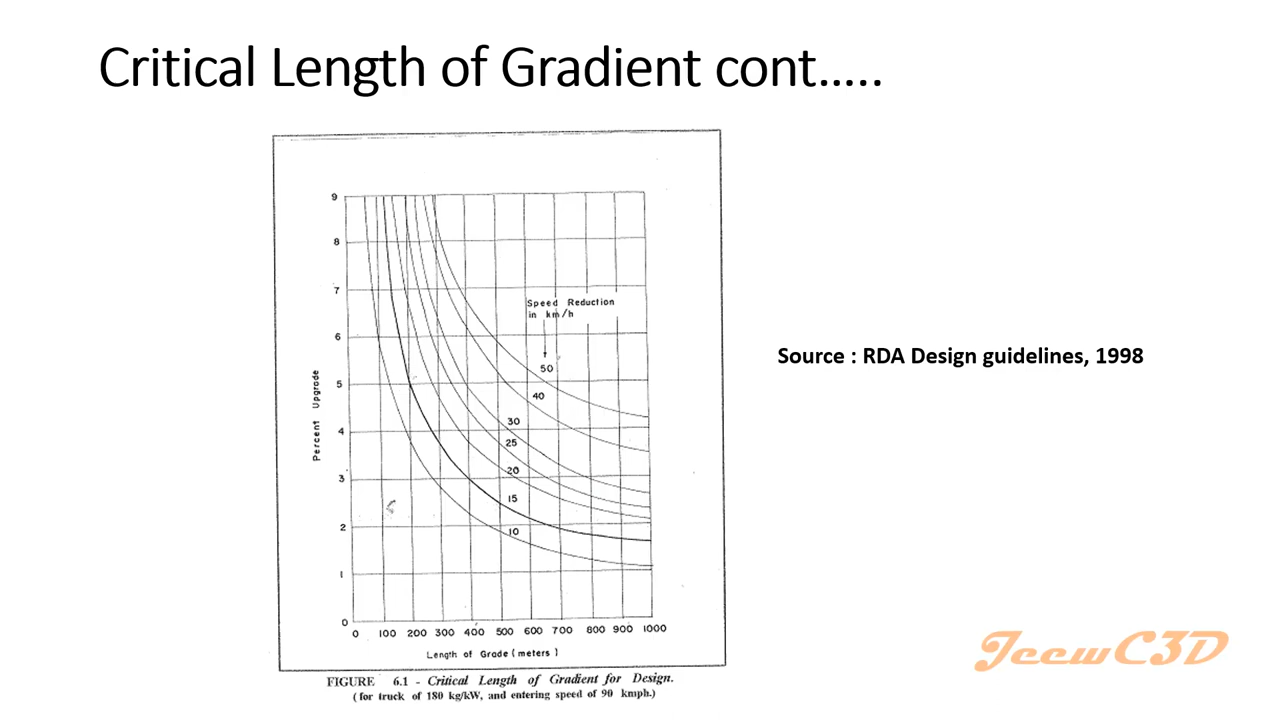 Critical Length of Gradient cont.....
9
8
7
6
5
4
3
2
1
0
Percent Upgrade
Speed Reduction
in km/h
50
40
30
25
20
15
10
0 100 200 300 400 500 600 700 800 900 1000
Length of Grade (meters)
FIGURE 6.1 - Critical Length of Gradient for Design.
(for truck of 180 kg/kW, and entering speed of 90 kmph.)
Source : RDA Design guidelines, 1998
JeewC3D